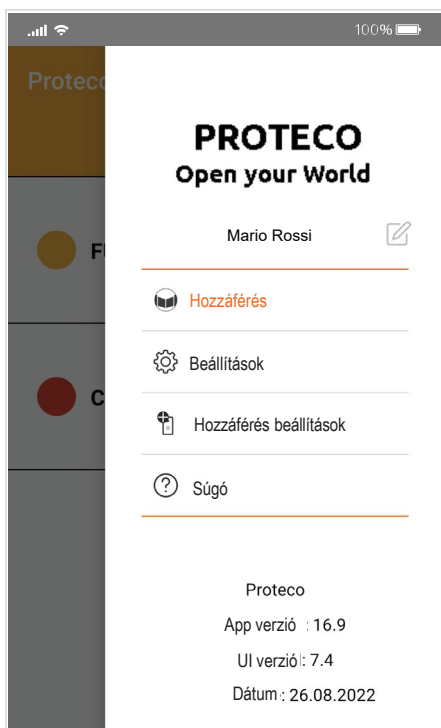 100%
Proteco
PROTECO
Open your World
Mario Rossi
Hozzáférés
Beállítások
Hozzáférés beállítások
Súgó
Proteco
App verzió : 16.9
UI verzió : 7.4
Dátum : 26.08.2022